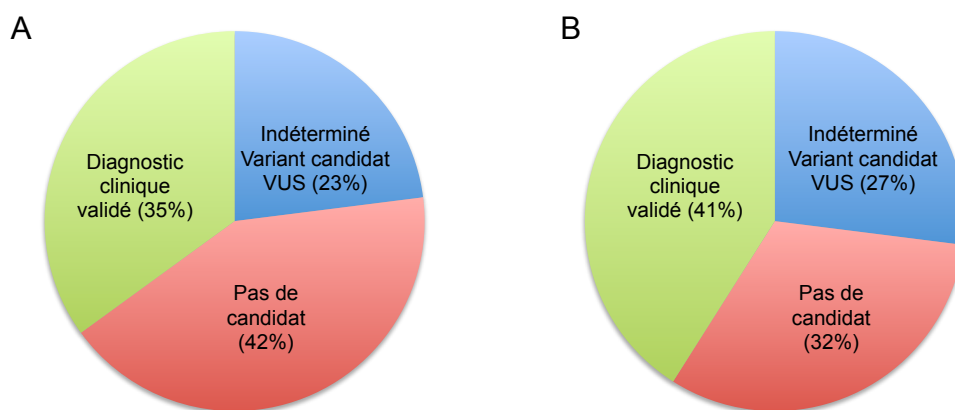 A
Indéterminé
Variant candidat
VUS (23%)
Diagnostic
clinique
validé (35%)
Pas de
candidat
(42%)
B
Indéterminé
Variant candidat
VUS (27%)
Diagnostic
clinique
validé (41%)
Pas de
candidat
(32%)